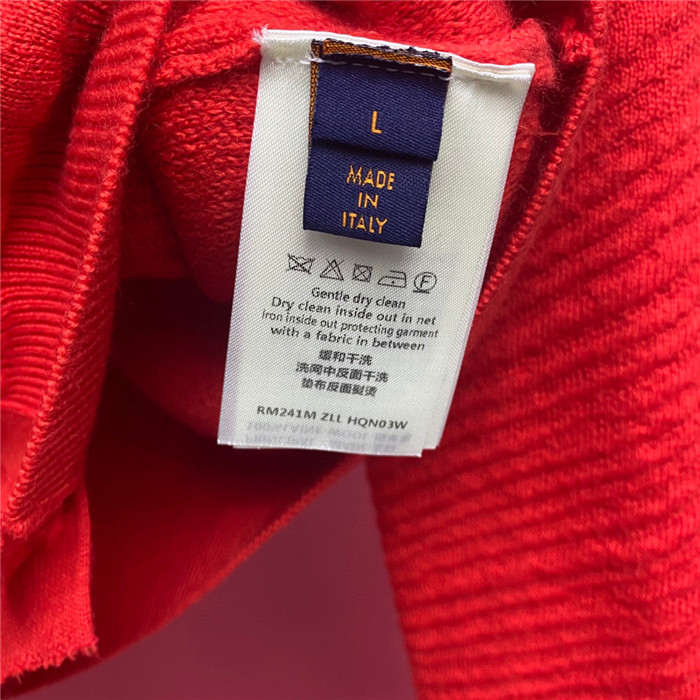 L
MADE
IN
ITALY
F
Gentle dry clean
Dry clean inside out in net
iron inside out protecting garment
with a fabric in between
缓和干洗
洗网中反面干洗
垫布反面熨烫
RM241M ZLL HQN03W